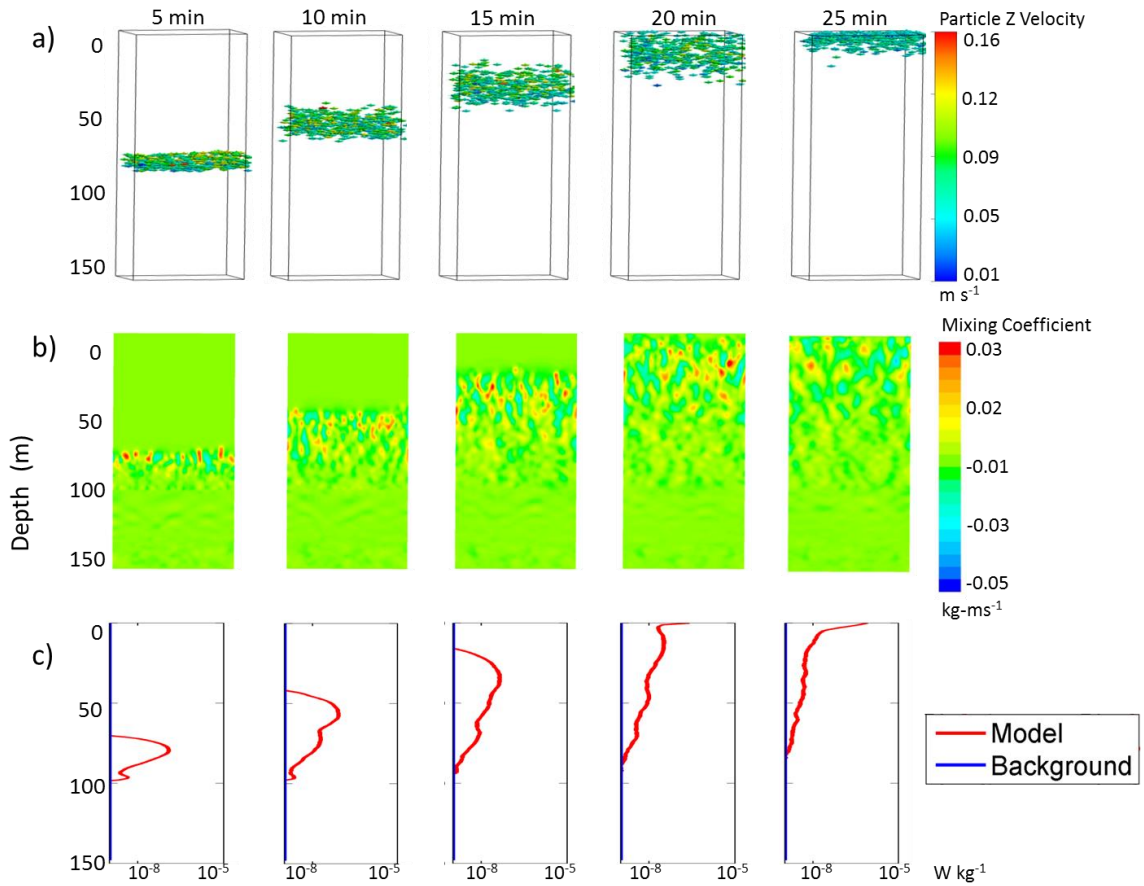 5 min 10 min 15 min 20 min 25 min Particle Z Velocity
a)
0
50
100
150
0.16
0.12
0.09
0.05
0.01
m s-1
b)
Mixing Coefficient
0
50
100
150
Depth (m)
0.03
0.02
-0.01
-0.03
-0.05
kg-ms-1
c)
0
50
100
150
Model
Background
10-8 10-5 10-8 10-5 10-8 10-5 10-8 10-5 10-8 10-5 W kg-1